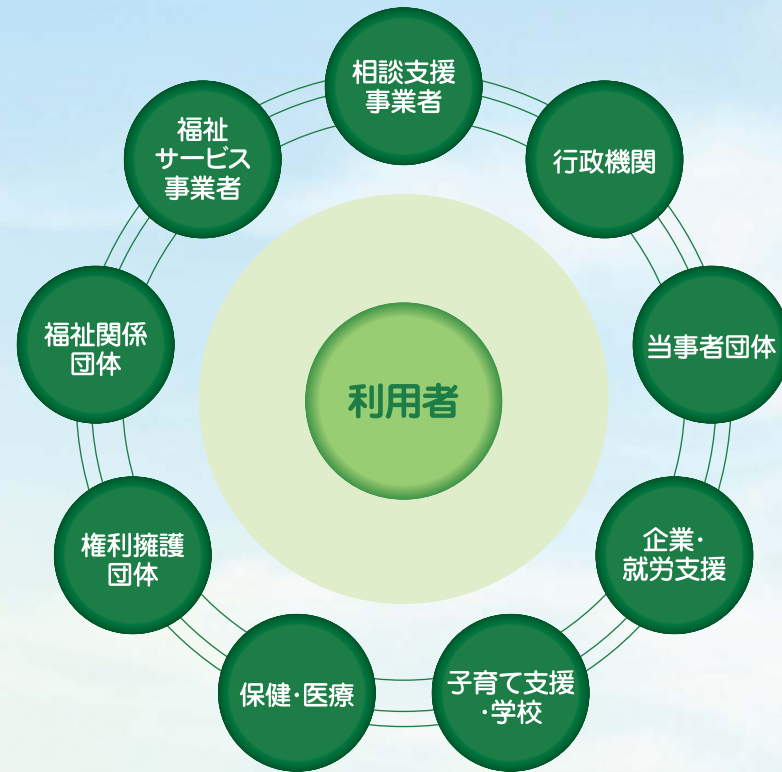 相談支援
事業者
行政機関
当事者団体
企業・
就労支援
子育て支援
・学校
保健・医療
権利擁護
団体
福祉関係
団体
福祉
サービス
事業者
利用者